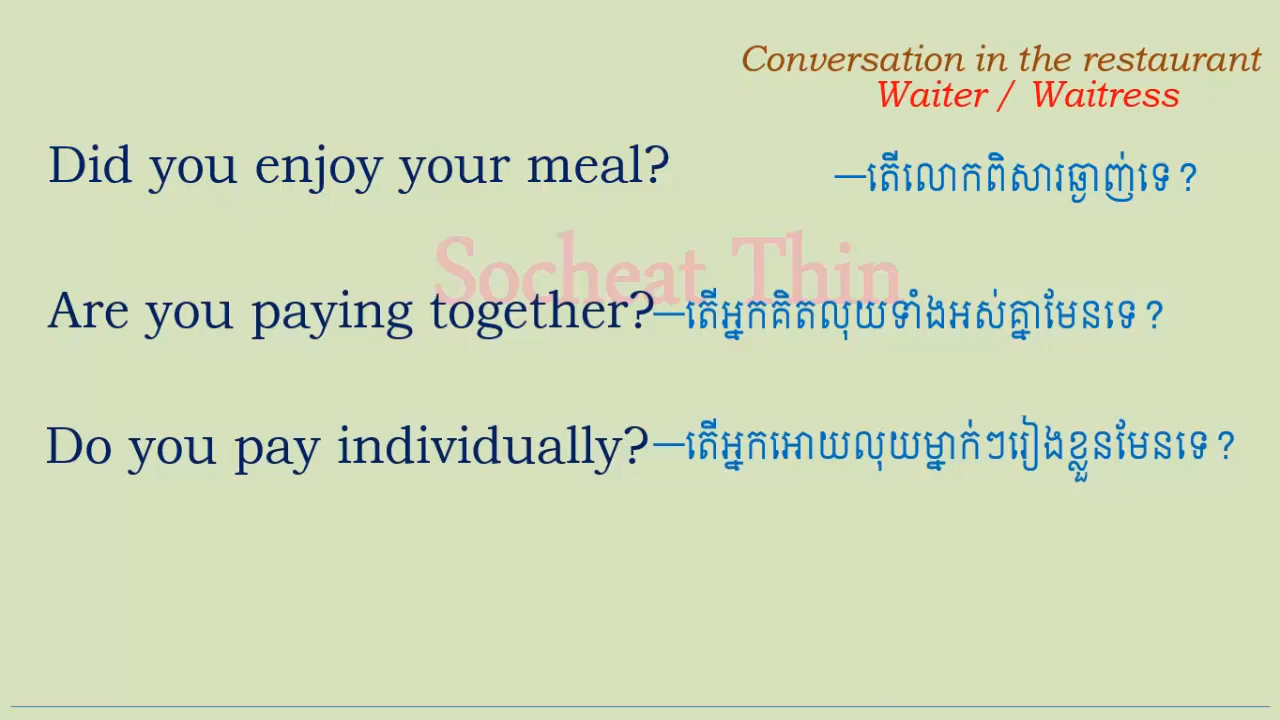 Conversation in the restaurant
Waiter / Waitress
Did you enjoy your meal? —តើលោកពិសារឆ្ងាញ់ទេ?
Socheat Thin
Are you paying together? —តើអ្នកគិតលុយទាំងអស់គ្នាមែនទេ?
Do you pay individually? —តើអ្នកអោយលុយម្នាក់ៗរៀងខ្លួនមែនទេ?